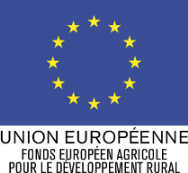 UNION EUROPÉENNE
FONDS EUROPÉEN AGRICOLE
POUR LE DÉVELOPPEMENT RURAL